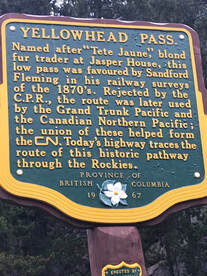 YELLOWHEAD PASS
Named after "Tete Jaune," blond
fur trader at Jasper House, this
low pass was favoured by Sandford
Fleming in his railway surveys
of the 1870's. Rejected by the
C.P.R., the route was later used
by the Grand Trunk Pacific and
the Canadian Northern Pacific;
the union of these helped form
the CN. Today's highway traces the
route of this historic pathway
through the Rockies.
PROVINCE OF
BRITISH COLUMBIA
1967
ERECTED BY